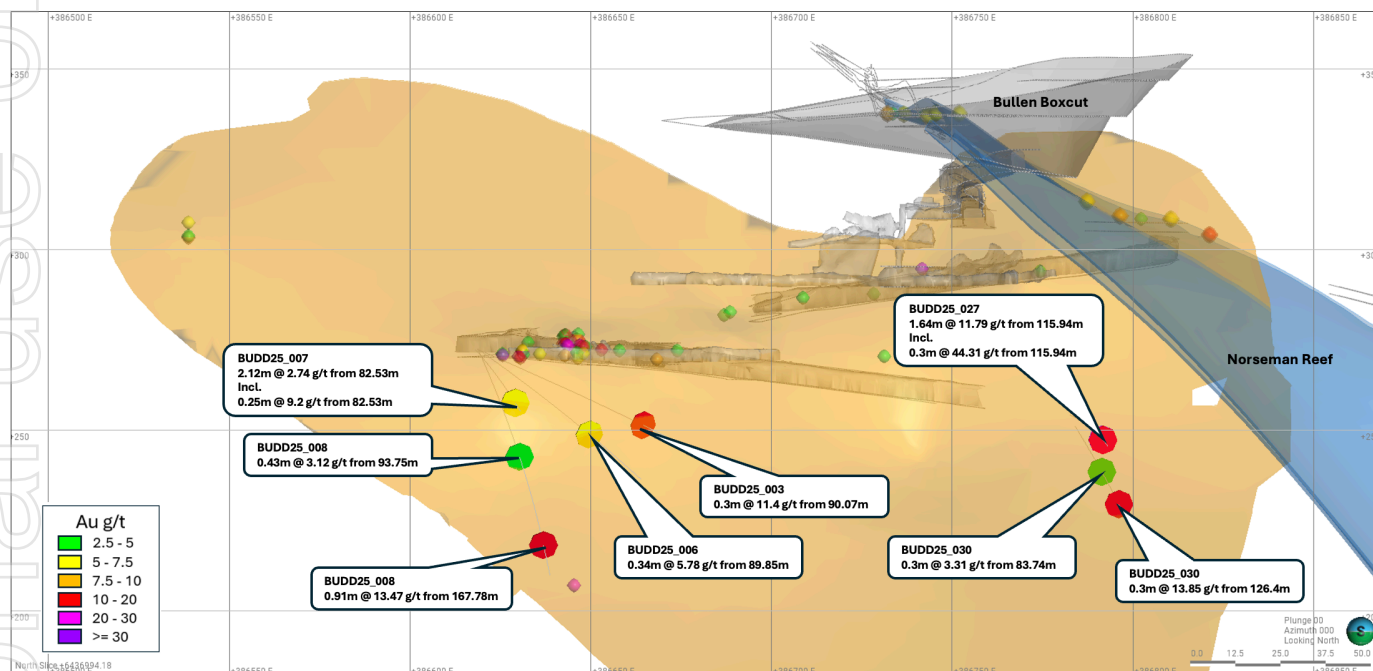 +386500 E
+386550 E
+386600 E
+386650 E
+386700 E
+386750 E
+386800 E
+386850 E
+350
Bullen Boxcut
+300
BUDD25_027
1.64m @ 11.79 g/t from 115.94m
Incl.
0.3m @ 44.31 g/t from 115.94m
Norseman Reef
BUDD25_007
2.12m @ 2.74 g/t from 82.53m
Incl.
0.25m @ 9.2 g/t from 82.53m
+250
BUDD25_008
0.43m @ 3.12 g/t from 93.75m
BUDD25_003
0.3m @ 11.4 g/t from 90.07m
Au g/t
2.5 - 5
5 - 7.5
7.5 - 10
10 - 20
20 - 30
>= 30
BUDD25_006
0.34m @ 5.78 g/t from 89.85m
BUDD25_030
0.3m @ 3.31 g/t from 83.74m
BUDD25_008
0.91m @ 13.47 g/t from 167.78m
BUDD25_030
0.3m @ 13.85 g/t from 126.4m
+200
Plunge 00
Azimuth 000
Looking North
S
0.0 12.5 25.0 37.5 50.0
North Slice +6436994.18